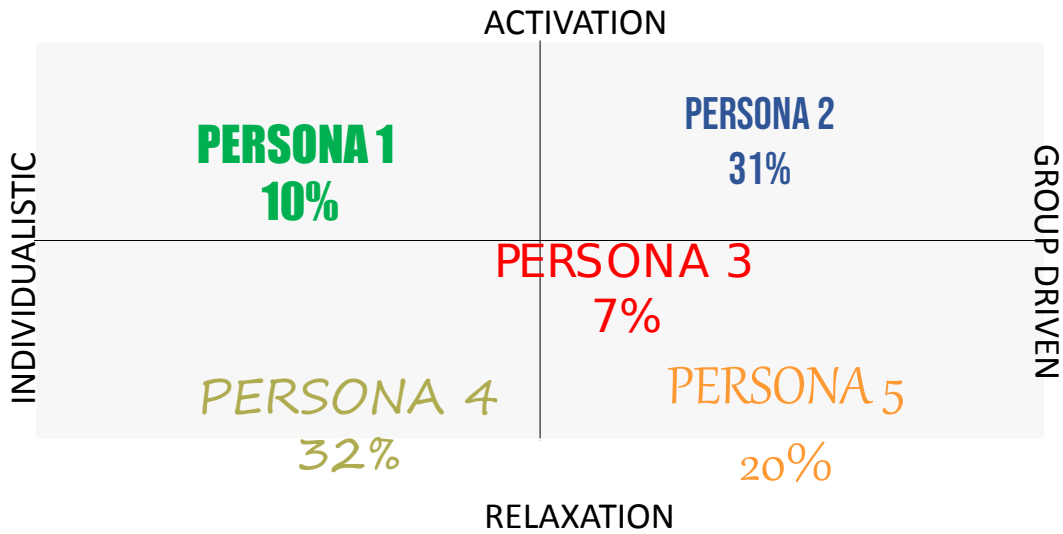 ACTIVATION
PERSONA 1
10%
PERSONA 2
31%
INDIVIDUALISTIC
GROUP DRIVEN
PERSONA 3
7%
PERSONA 4
32%
PERSONA 5
20%
RELAXATION